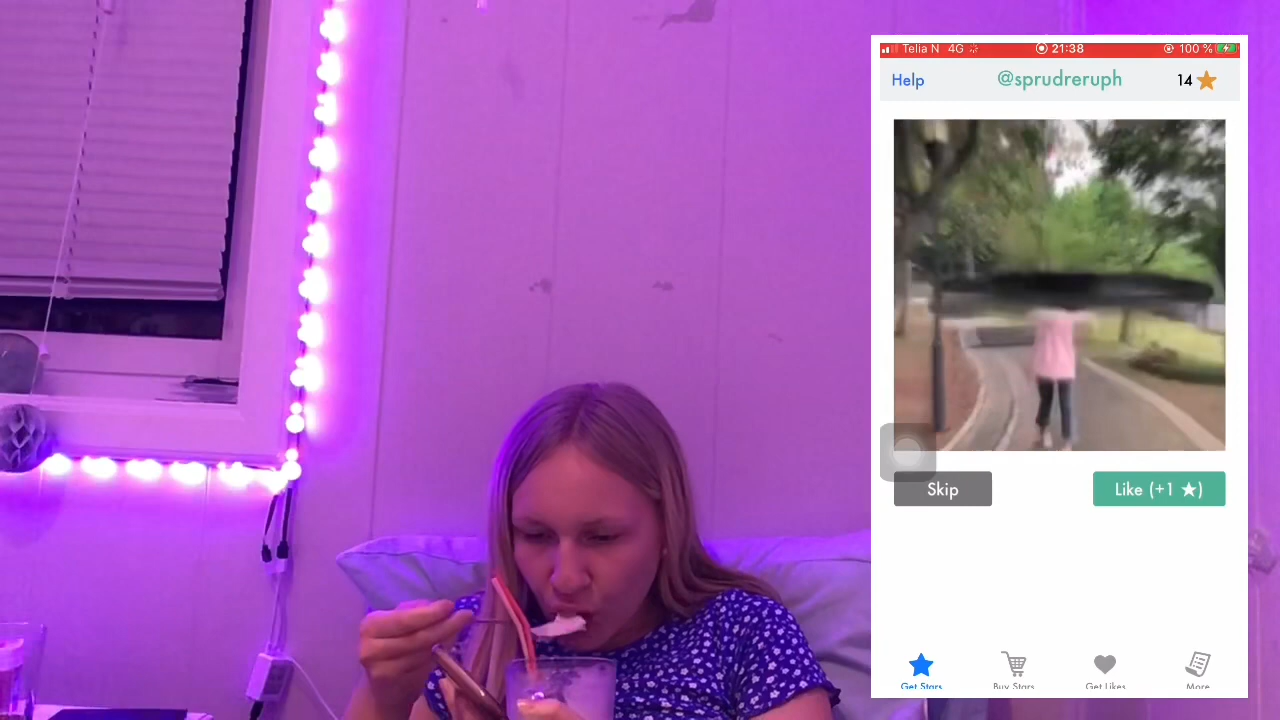 Telia N 4G 21:38 100 %
Help @sprudreruph 14
Skip Like (+1 ★)
Get Stars Buy Stars Get Likes More